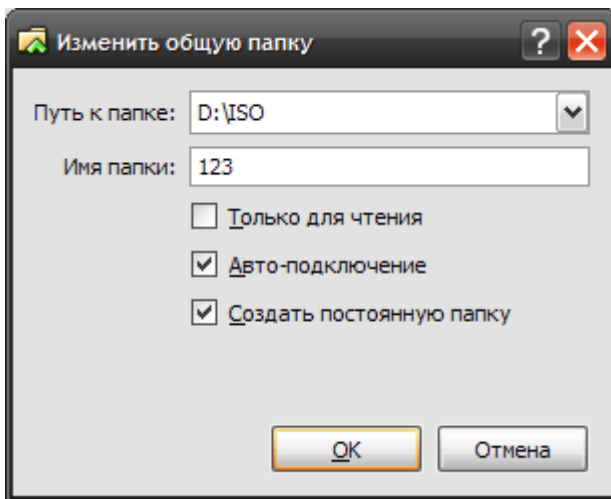 Изменить общую папку ?
Путь к папке: D:\ISO
Имя папки: 123
Только для чтения
Авто-подключение
Создать постоянную папку
OK Отмена